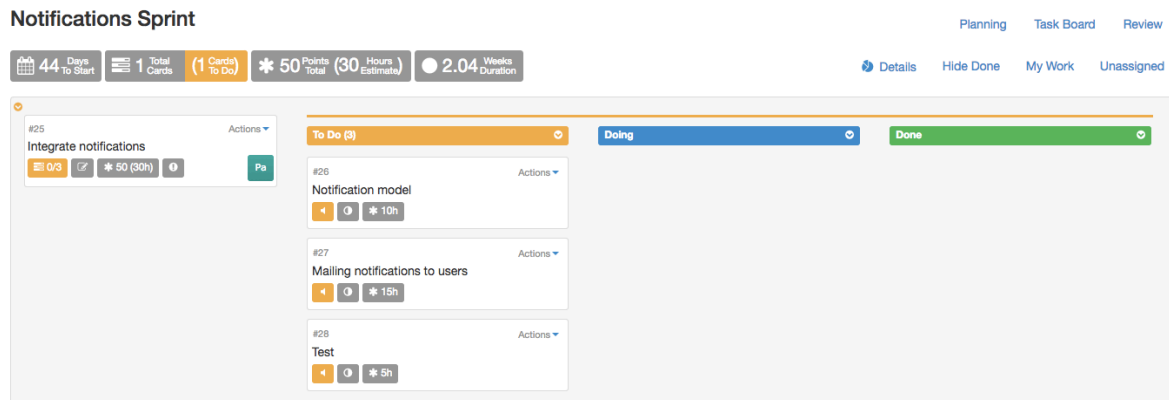 Notifications Sprint
Planning Task Board Review
44 Days To Start 1 Total Cards (1 Cards) To Do) 50 Points Total (30 Hours Estimate) 2.04 Weeks Duration
Details Hide Done My Work Unassigned
#25 Actions
Integrate notifications
0/3 50 (30h) Pa
To Do (3) Doing Done
#26 Actions
Notification model
10h
#27 Actions
Mailing notifications to users
15h
#28 Actions
Test
5h